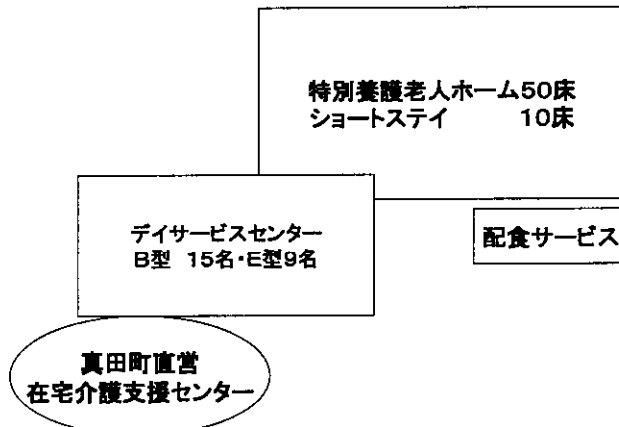 特別養護老人ホーム50床
ショートステイ 10床
デイサービスセンター
B型 15名・E型9名
配食サービス
真田町直営
在宅介護支援センター